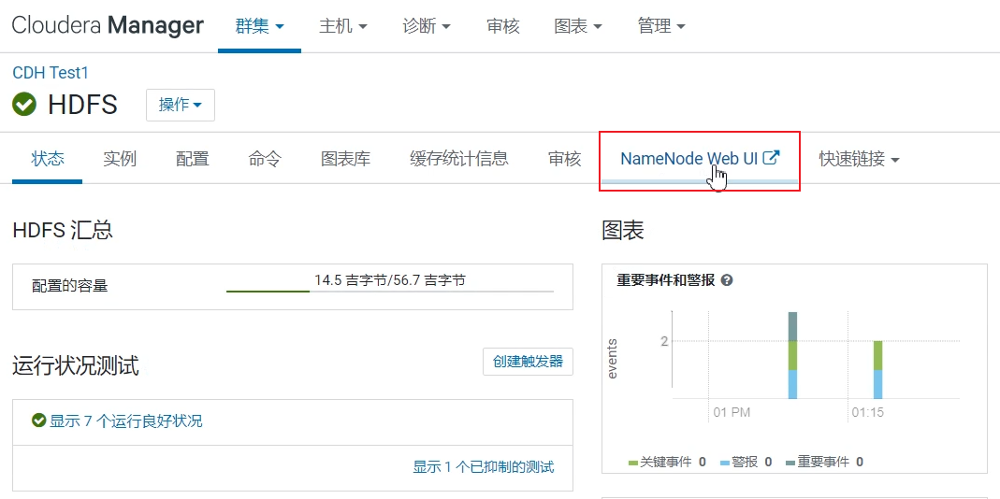 Cloudera Manager 群集 主机 诊断 审核 图表 管理
CDH Test1
HDFS 操作
状态 实例 配置 命令 图表库 缓存统计信息 审核 NameNode Web UI 快速链接
HDFS 汇总
配置的容量 14.5 吉字节/56.7 吉字节
运行状况测试 创建触发器
显示 7 个运行良好状况
显示 1 个已抑制的测试
图表
重要事件和警报
events
2
01 PM 01:15
关键事件 0 警报 0 重要事件 0